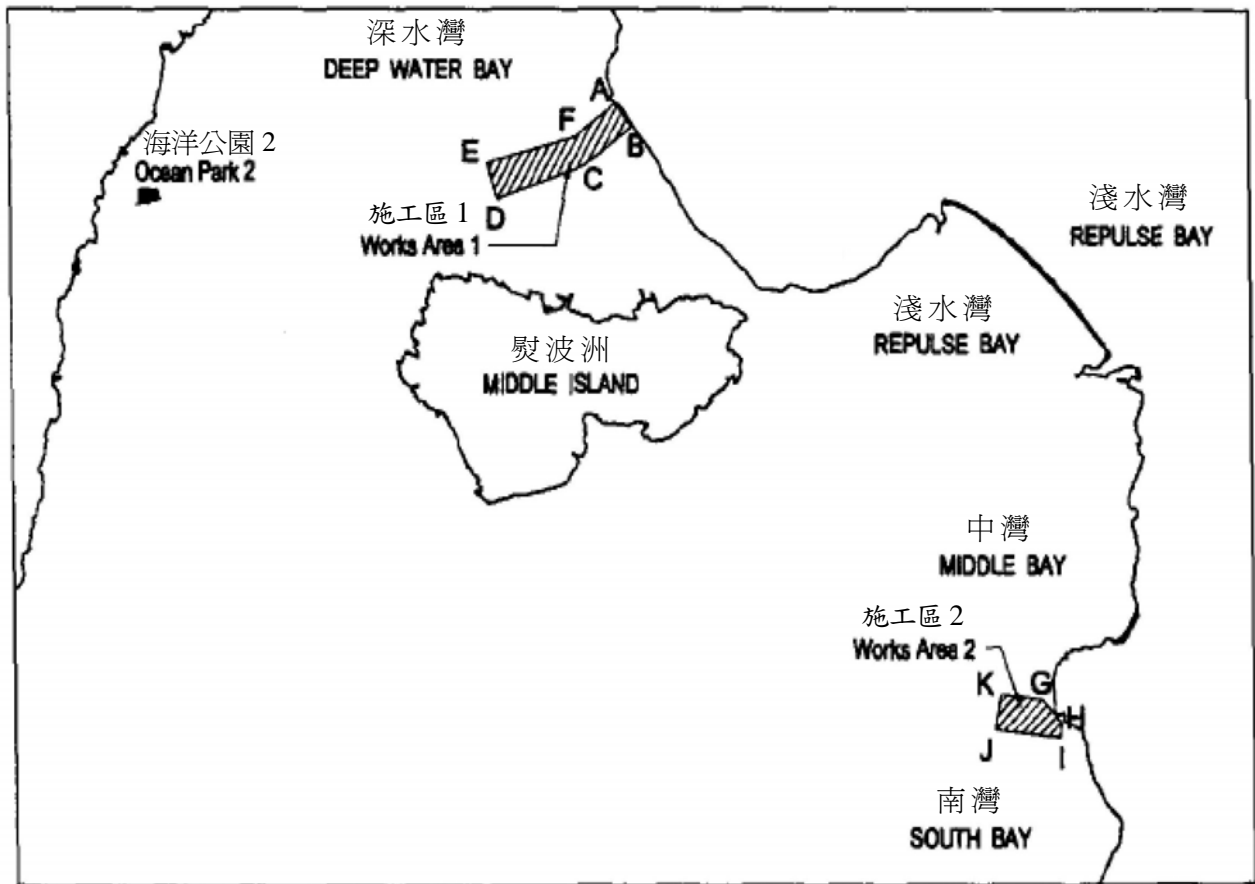 深水灣
DEEP WATER BAY
A
F
B
E
C
D
海洋公園 2
Ocean Park 2
施工區 1
Works Area 1
淺水灣
REPULSE BAY
淺水灣
REPULSE BAY
熨波洲
MIDDLE ISLAND
中灣
MIDDLE BAY
施工區 2
Works Area 2
K
G
H
J
I
南灣
SOUTH BAY